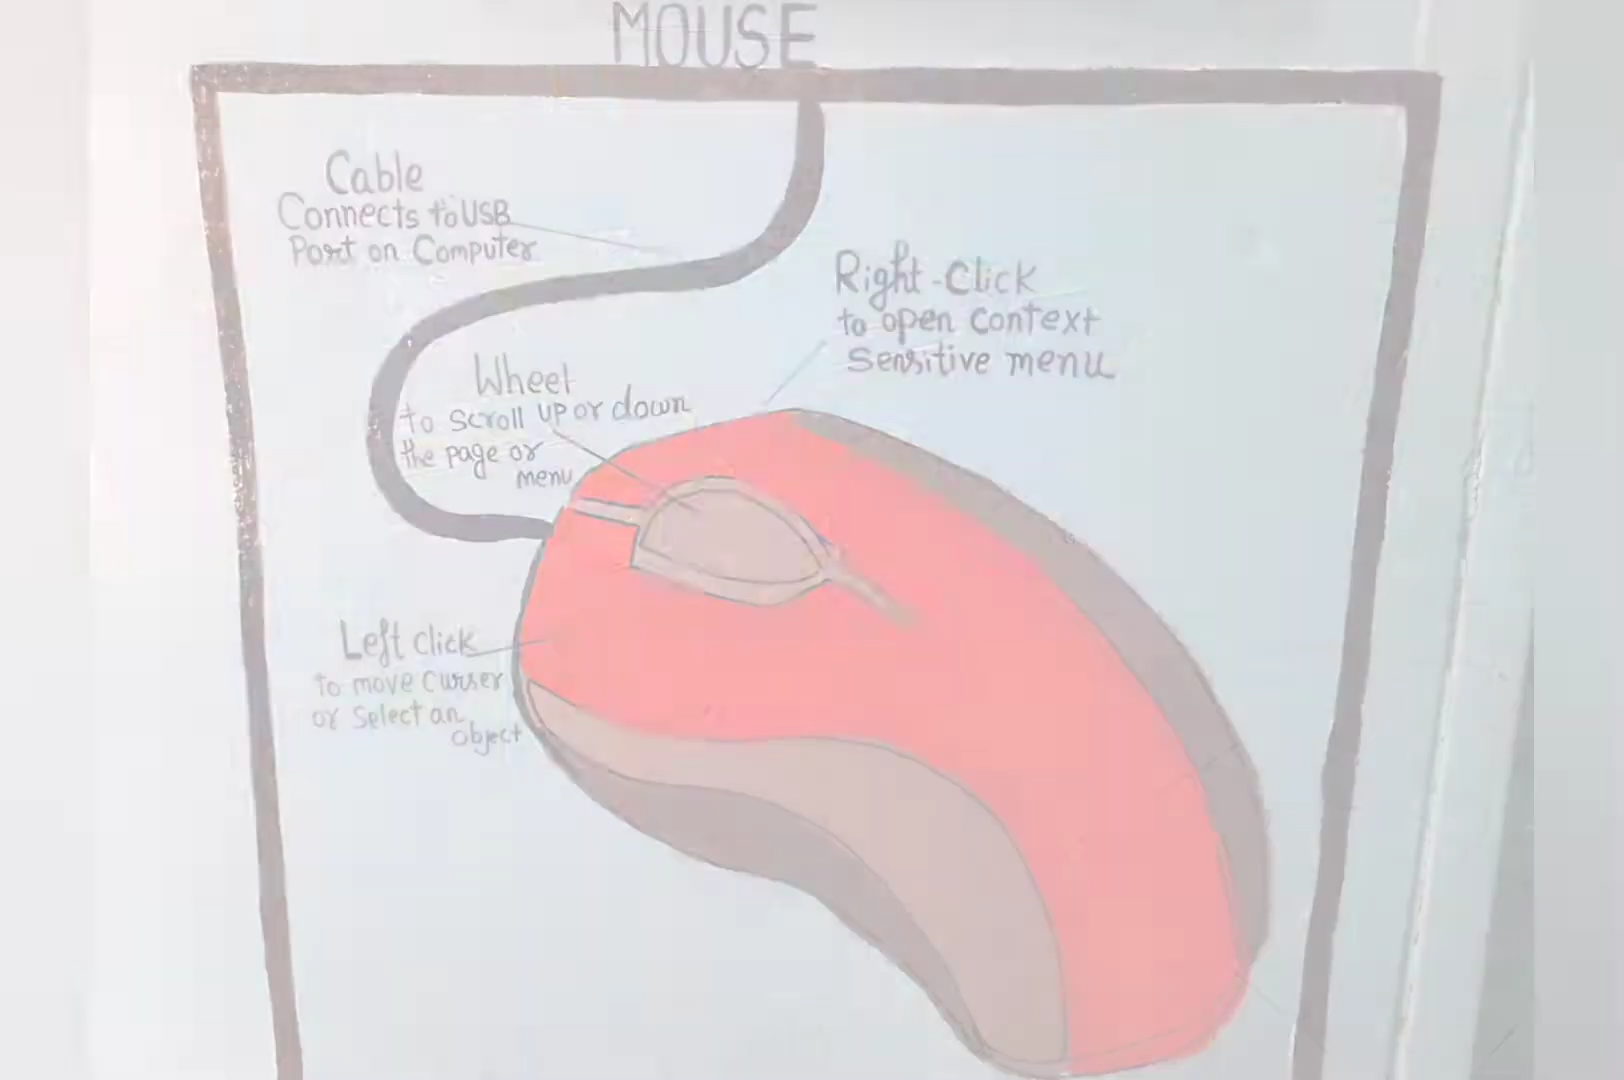 MOUSE
Cable
Connects to USB
Port on Computer
Right-Click
to open context
Sensitive menu
Wheel
to scroll up or down
the page or
menu
Left click
to move curser
or select an
object